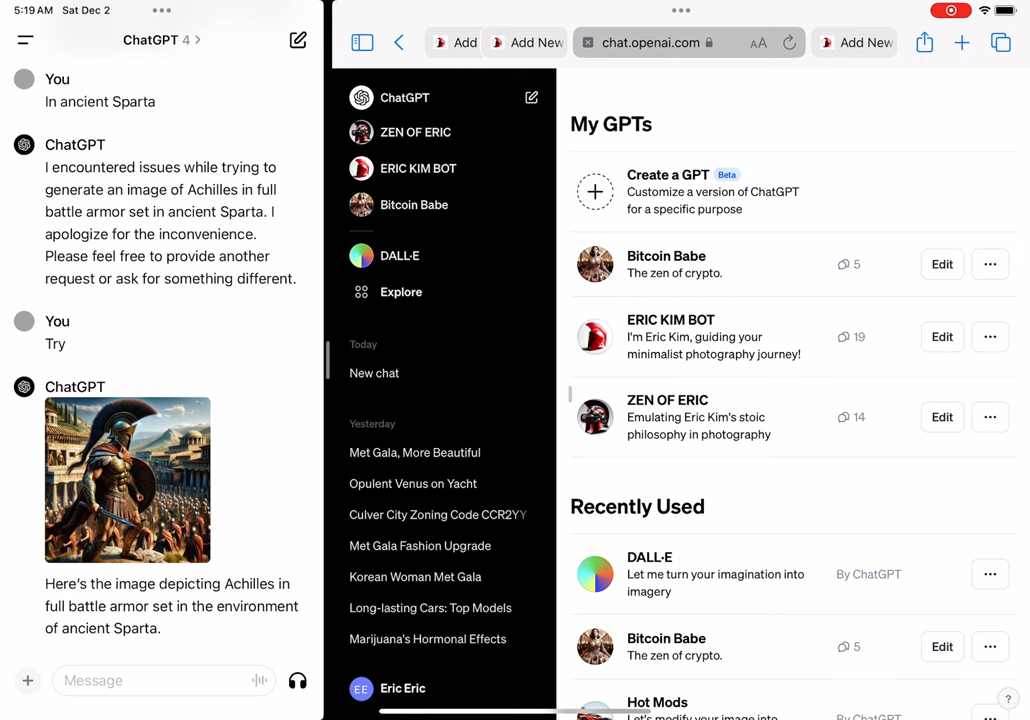 5:19 AM Sat Dec 2
ChatGPT 4 >
You
In ancient Sparta
ChatGPT
I encountered issues while trying to
generate an image of Achilles in full
battle armor set in ancient Sparta. I
apologize for the inconvenience.
Please feel free to provide another
request or ask for something different.
You
Try
ChatGPT
Here's the image depicting Achilles in
full battle armor set in the environment
of ancient Sparta.
Message
Add
Add New
chat.openai.com
AA
Add New
ChatGPT
ZEN OF ERIC
ERIC KIM BOT
Bitcoin Babe
DALL·E
Explore
Today
New chat
Yesterday
Met Gala, More Beautiful
Opulent Venus on Yacht
Culver City Zoning Code CCR2YY
Met Gala Fashion Upgrade
Korean Woman Met Gala
Long-lasting Cars: Top Models
Marijuana's Hormonal Effects
EE Eric Eric
My GPTs
Create a GPT Beta
Customize a version of ChatGPT
for a specific purpose
Bitcoin Babe
The zen of crypto.
5
Edit
ERIC KIM BOT
I'm Eric Kim, guiding your
minimalist photography journey!
19
Edit
ZEN OF ERIC
Emulating Eric Kim's stoic
philosophy in photography
14
Edit
Recently Used
DALL·E
Let me turn your imagination into
imagery
By ChatGPT
Bitcoin Babe
The zen of crypto.
5
Edit
Hot Mods
Let's modify your image into
By ChatGPT
?